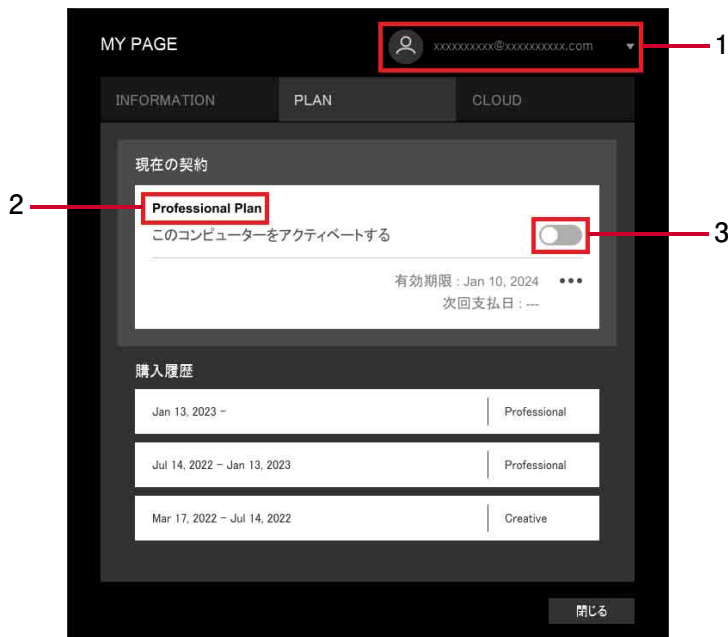 MY PAGE
xxxxxxxxxx@xxxxxxxxxx.com
1
INFORMATION
PLAN
CLOUD
現在の契約
2
Professional Plan
このコンピューターをアクティベートする
3
有効期限 : Jan 10, 2024
次回支払日 : ---
購入履歴
Jan 13, 2023 -
Professional
Jul 14, 2022 - Jan 13, 2023
Professional
Mar 17, 2022 - Jul 14, 2022
Creative
閉じる